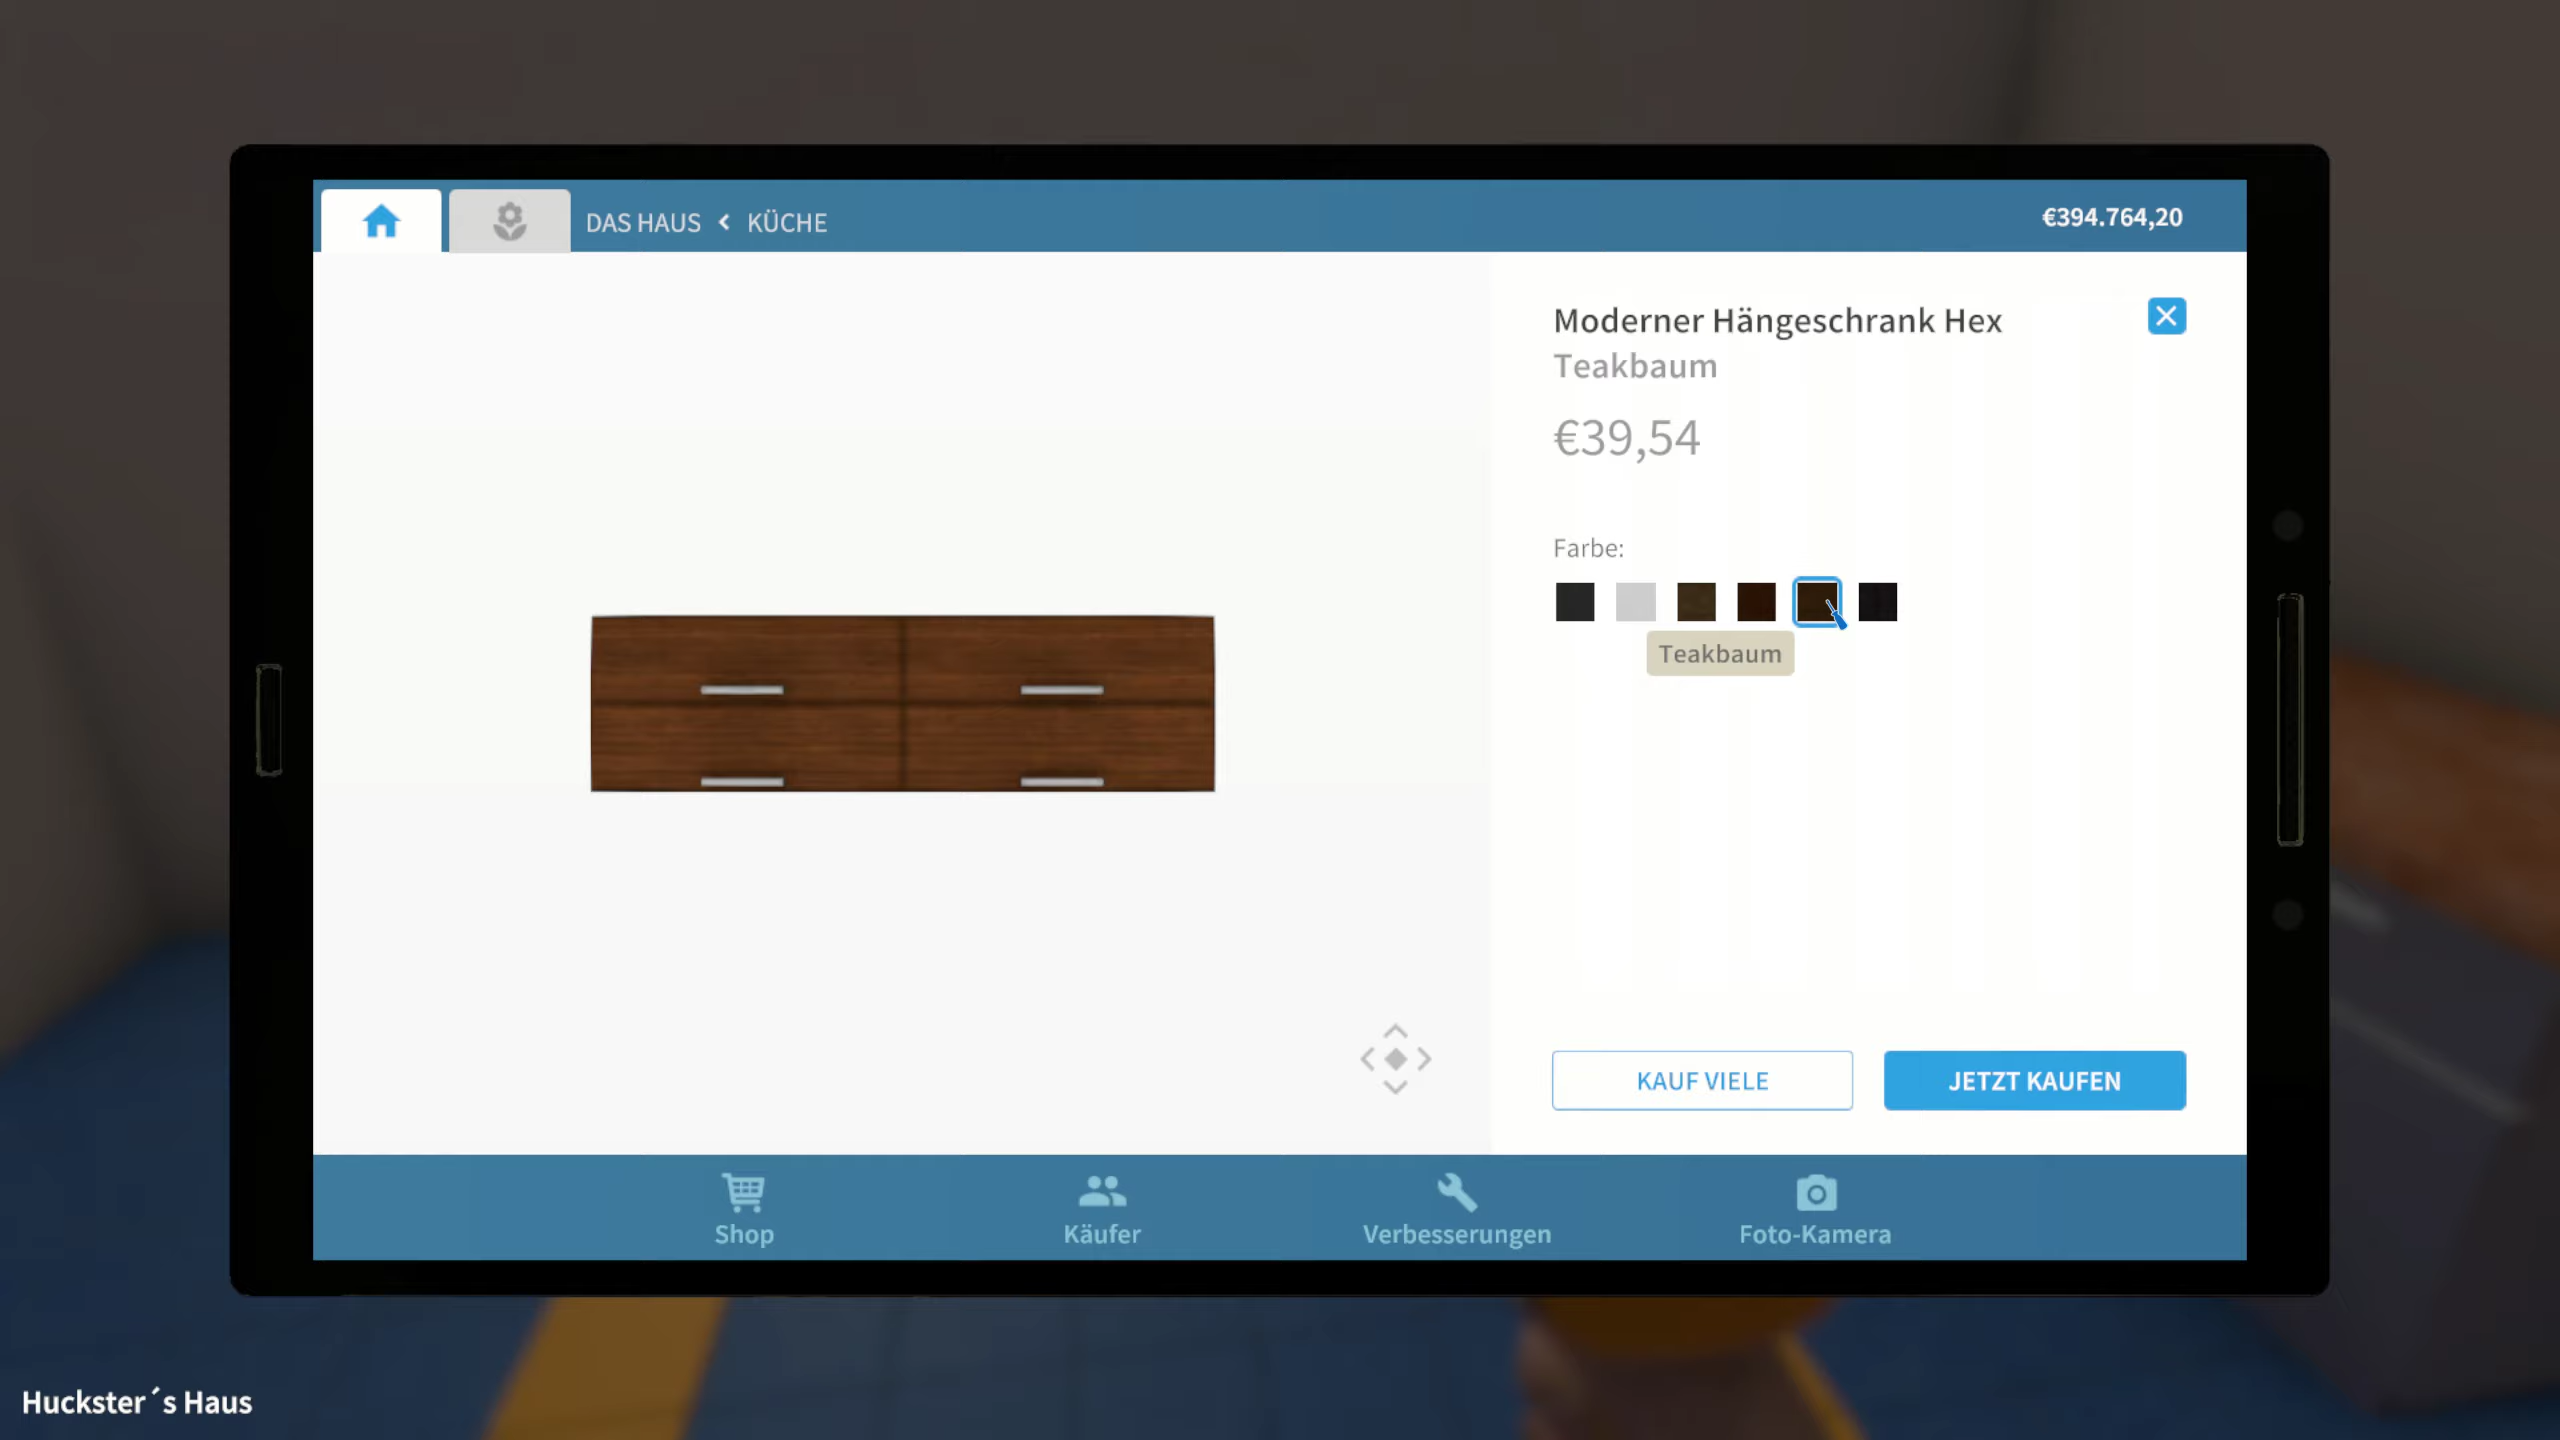 DAS HAUS < KÜCHE
€394.764,20
Moderner Hängeschrank Hex
Teakbaum
€39,54
Farbe:
Teakbaum
KAUF VIELE
JETZT KAUFEN
Shop
Käufer
Verbesserungen
Foto-Kamera
Huckster´s Haus